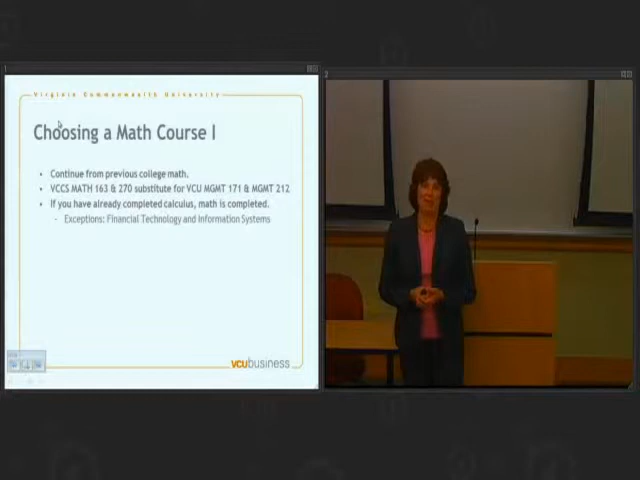 Virginia Commonwealth University
Choosing a Math Course I
• Continue from previous college math.
• VCCS MATH 163 & 270 substitute for VCU MGMT 171 & MGMT 212
• If you have already completed calculus, math is completed.
– Exceptions: Financial Technology and Information Systems
vcubusiness